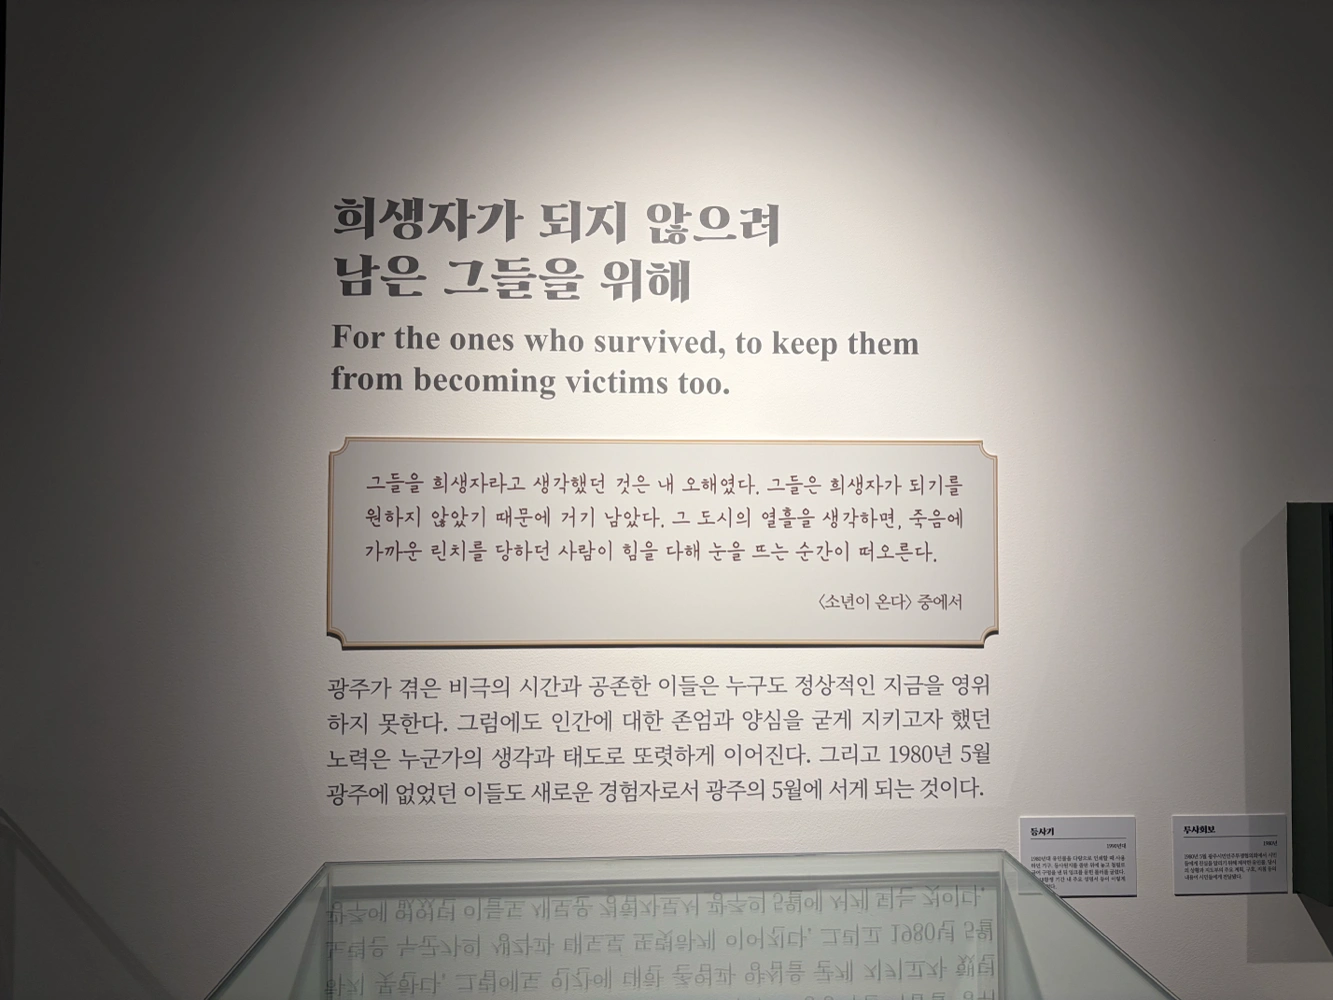 희생자가 되지 않으려
남은 그들을 위해
For the ones who survived, to keep them
from becoming victims too.
그들을 희생자라고 생각했던 것은 내 오해였다. 그들은 희생자가 되기를
원하지 않았기 때문에 거기 남았다. 그 도시의 열흘을 생각하면, 죽음에
가까운 린치를 당하던 사람이 힘을 다해 눈을 뜨는 순간이 떠오른다.
〈소년이 온다〉 중에서
광주가 겪은 비극의 시간과 공존한 이들은 누구도 정상적인 지금을 영위
하지 못한다. 그럼에도 인간에 대한 존엄과 양심을 굳게 지키고자 했던
노력은 누군가의 생각과 태도로 또렷하게 이어진다. 그리고 1980년 5월
광주에 없었던 이들도 새로운 경험자로서 광주의 5월에 서게 되는 것이다.
등사기
투사회보
1980년